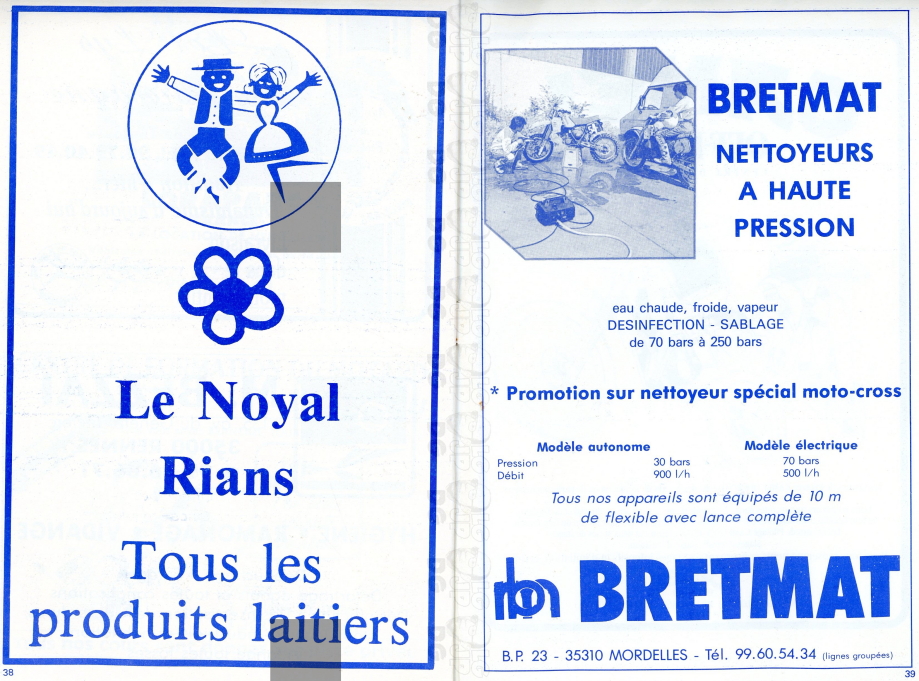 Le Noyal
Rians
Tous les
produits laitiers
38
BRETMAT
NETTOYEURS
A HAUTE
PRESSION
eau chaude, froide, vapeur
DESINFECTION - SABLAGE
de 70 bars à 250 bars
* Promotion sur nettoyeur spécial moto-cross
Modèle autonome Modèle électrique
Pression 30 bars 70 bars
Débit 900 l/h 500 l/h
Tous nos appareils sont équipés de 10 m
de flexible avec lance complète
rbm BRETMAT
B.P. 23 - 35310 MORDELLES - Tél. 99.60.54.34 (lignes groupées)
39